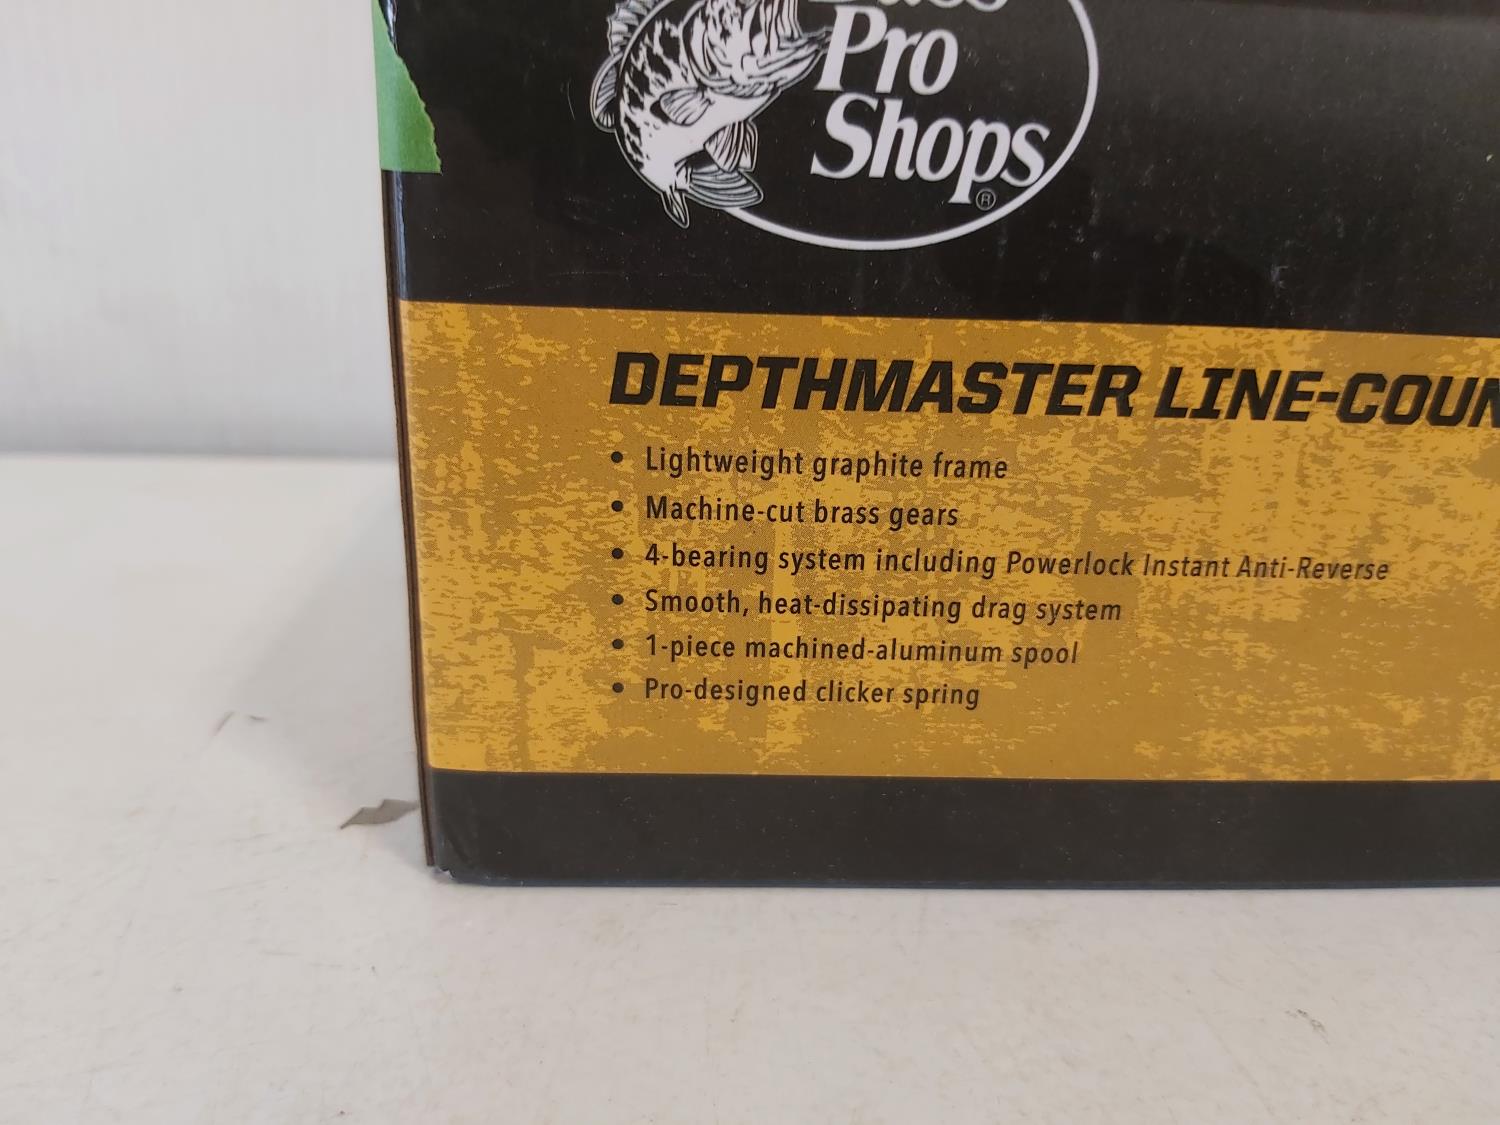 Pro
Shops
®
DEPTHMASTER LINE-COUN
• Lightweight graphite frame
• Machine-cut brass gears
• 4-bearing system including Powerlock Instant Anti-Reverse
• Smooth, heat-dissipating drag system
• 1-piece machined-aluminum spool
• Pro-designed clicker spring